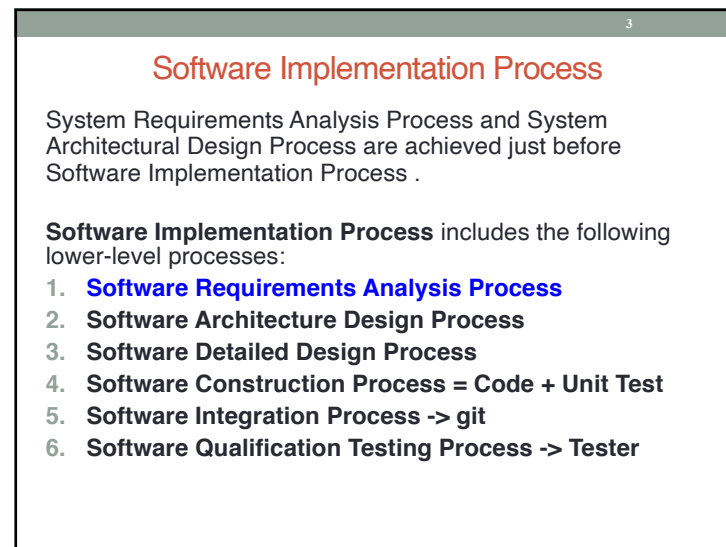 3
Software Implementation Process
System Requirements Analysis Process and System
Architectural Design Process are achieved just before
Software Implementation Process .
Software Implementation Process includes the following
lower-level processes:
1. Software Requirements Analysis Process
2. Software Architecture Design Process
3. Software Detailed Design Process
4. Software Construction Process = Code + Unit Test
5. Software Integration Process -> git
6. Software Qualification Testing Process -> Tester